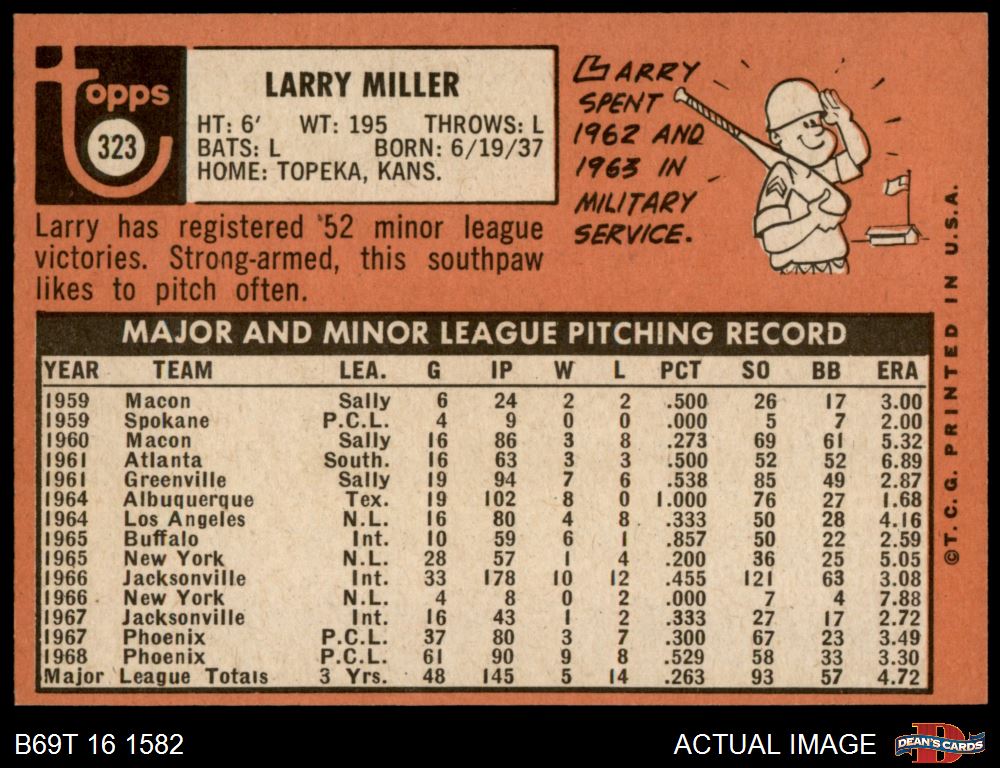 topps
323
LARRY MILLER
HT: 6' WT: 195 THROWS: L
BATS: L BORN: 6/19/37
HOME: TOPEKA, KANS.
LARRY
SPENT
1962 AND
1963 IN
MILITARY
SERVICE.
Larry has registered '52 minor league
victories. Strong-armed, this southpaw
likes to pitch often.
MAJOR AND MINOR LEAGUE PITCHING RECORD
YEAR TEAM LEA. G IP W L PCT SO BB ERA
1959 Macon Sally 6 24 2 2 .500 26 17 3.00
1959 Spokane P.C.L. 4 9 0 0 .000 5 7 2.00
1960 Macon Sally 16 86 3 8 .273 69 61 5.32
1961 Atlanta South. 16 63 3 3 .500 52 52 6.89
1961 Greenville Sally 19 94 7 6 .538 85 49 2.87
1964 Albuquerque Tex. 19 102 8 0 1.000 76 27 1.68
1964 Los Angeles N.L. 16 80 4 8 .333 50 28 4.16
1965 Buffalo Int. 10 59 6 1 .857 50 22 2.59
1965 New York N.L. 28 57 1 4 .200 36 25 5.05
1966 Jacksonville Int. 33 178 10 12 .455 121 63 3.08
1966 New York N.L. 4 8 0 2 .000 7 4 7.88
1967 Jacksonville Int. 16 43 1 2 .333 27 17 2.72
1967 Phoenix P.C.L. 37 80 3 7 .300 67 23 3.49
1968 Phoenix P.C.L. 61 90 9 8 .529 58 33 3.30
Major League Totals 3 Yrs. 48 145 5 14 .263 93 57 4.72
©T.C.G. PRINTED IN U.S.A.
B69T 16 1582
ACTUAL IMAGE
D
DEAN'S CARDS